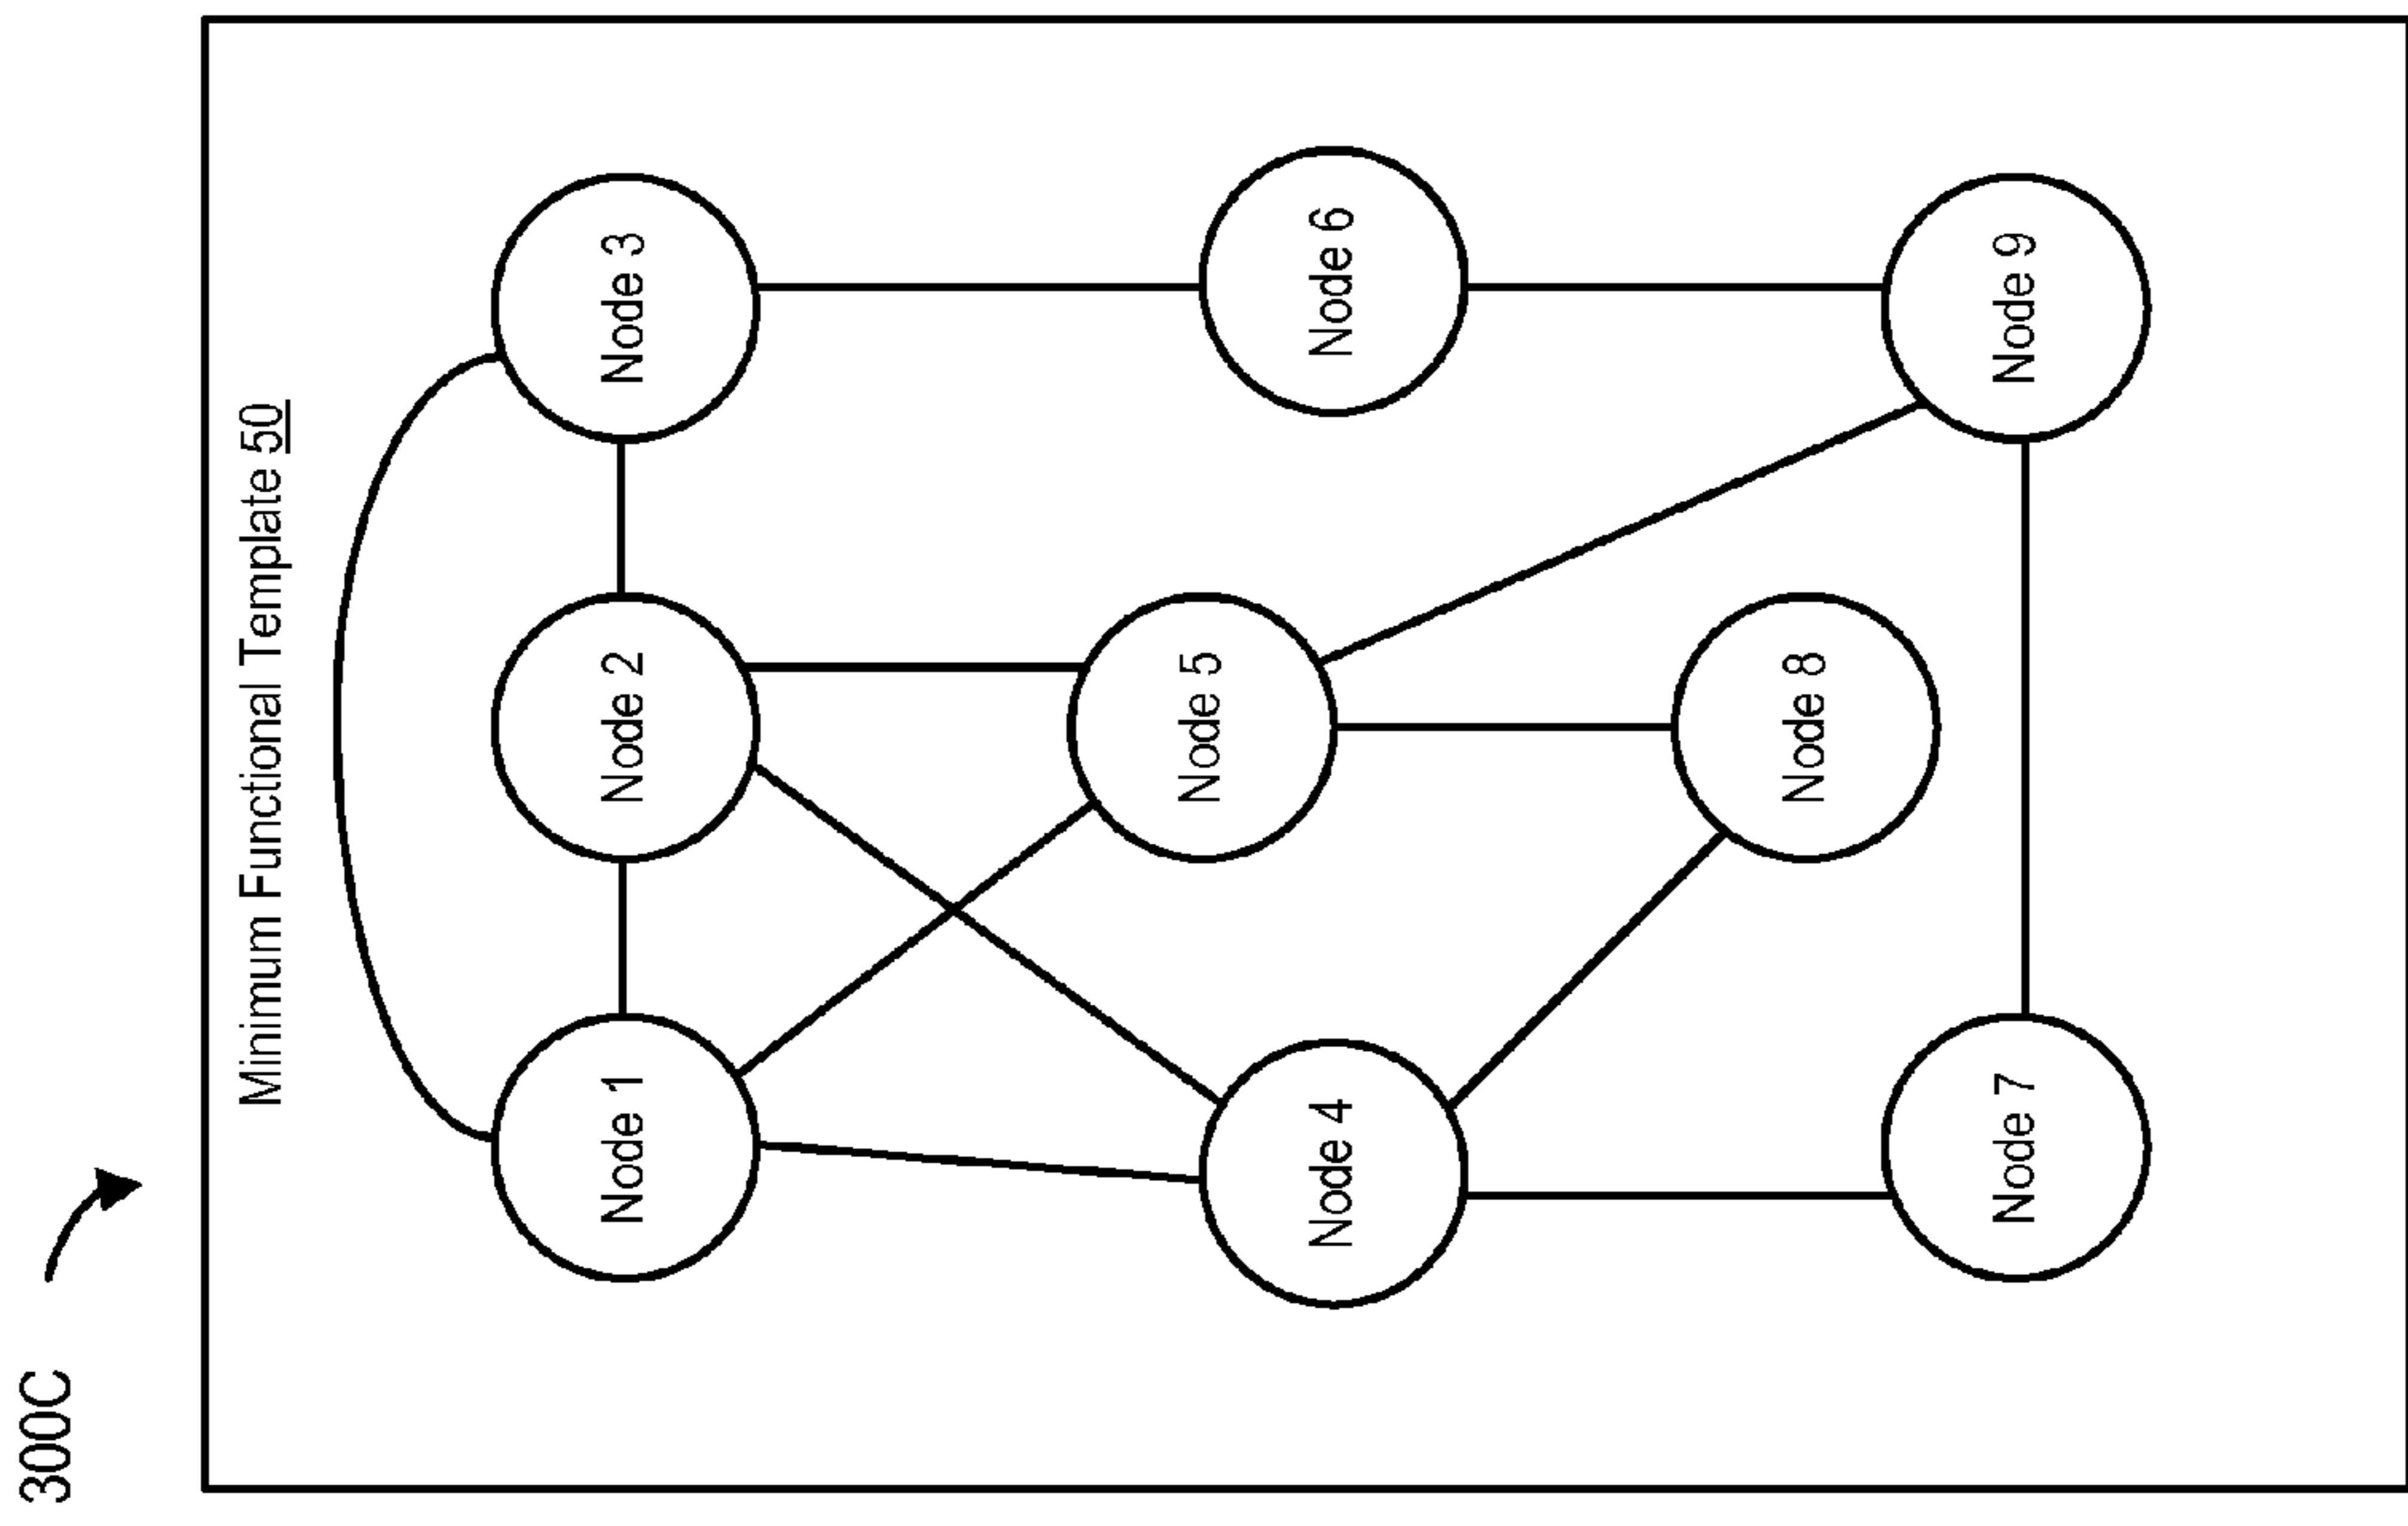 300C
Minimum Functional Template 50
Node 1
Node 2
Node 3
Node 4
Node 5
Node 6
Node 7
Node 8
Node 9